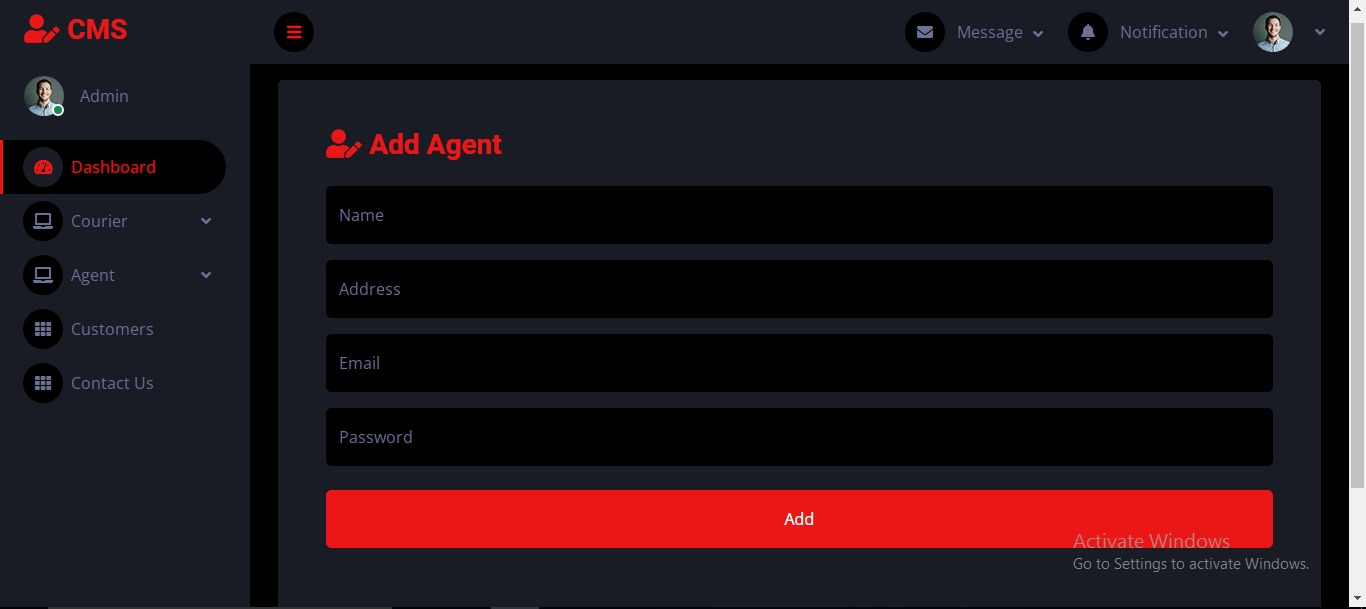 CMS
Message
Notification
Admin
Dashboard
Courier
Agent
Customers
Contact Us
Add Agent
Name
Address
Email
Password
Add
Activate Windows
Go to Settings to activate Windows.